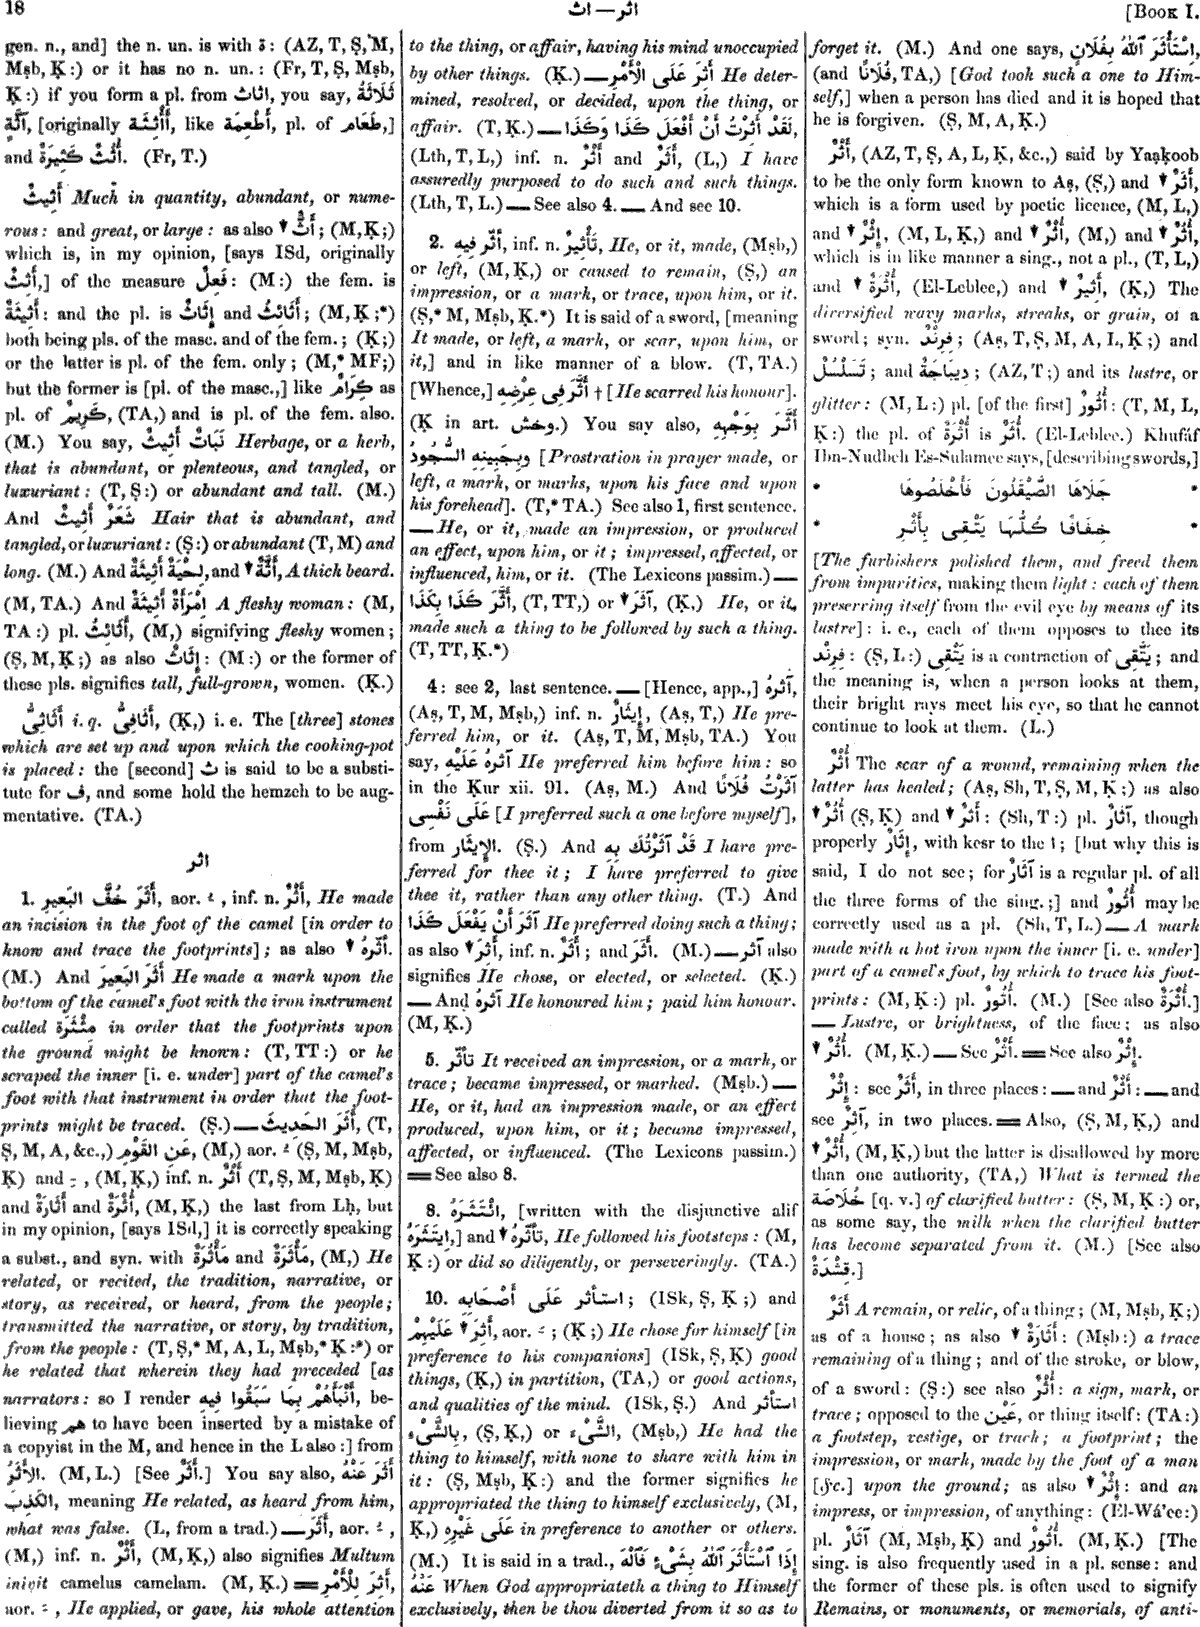 18
اثر — اث
[BOOK I.
gen. n., and] the n. un. is with ة: (AZ, T, Ṣ, M,
Mṣb, Ḳ:) or it has no n. un.: (Fr, T, Ṣ, Mṣb,
Ḳ:) if you form a pl. from اثاث, you say, ثَلَاثَةُ
آثَّةٍ, [originally أَأْثِثَة, like أَطْعِمَة, pl. of طَعَام,]
and أُثُثٌ كَثِيرَةٌ. (Fr, T.)
أَثِيثٌ Much in quantity, abundant, or nume-
rous: and great, or large: as also ↓ أَثٌّ; (M, Ḳ;)
which is, in my opinion, [says ISd, originally
أَثِثٌ,] of the measure فَعِلٌ: (M:) the fem. is
أَثِيثَةٌ: and the pl. is إِثَاثٌ and أَثَائِثُ; (M, Ḳ;*)
both being pls. of the masc. and of the fem.; (Ḳ;)
or the latter is pl. of the fem. only; (M,* MF;)
but the former is [pl. of the masc.,] like كِرَامٌ as
pl. of كَرِيمٌ, (TA,) and is pl. of the fem. also.
(M.) You say, نَبَاتٌ أَثِيثٌ Herbage, or a herb,
that is abundant, or plenteous, and tangled, or
luxuriant: (T, Ṣ:) or abundant and tall. (M.)
And شَعَرٌ أَثِيثٌ Hair that is abundant, and
tangled, or luxuriant: (Ṣ:) or abundant (T, M) and
long. (M.) And لِحْيَةٌ أَثِيثَةٌ, and ↓ أَثَّةٌ, A thick beard.
(M, TA.) And امْرَأَةٌ أَثِيثَةٌ A fleshy woman: (M,
TA:) pl. أَثَائِثُ, (M,) signifying fleshy women;
(Ṣ, M, Ḳ;) as also إِثَاثٌ: (M:) or the former of
these pls. signifies tall, full-grown, women. (Ḳ.)
أَثَاثِىُّ i. q. أَثَافِىُّ, (Ḳ,) i. e. The [three] stones
which are set up and upon which the cooking-pot
is placed: the [second] ث is said to be a substi-
tute for ف, and some hold the hemzeh to be aug-
mentative. (TA.)
اثر
1. أَثَرَ خُفَّ البَعِيرِ, aor. ـُ, inf. n. أَثْرٌ, He made
an incision in the foot of the camel [in order to
know and trace the footprints]; as also ↓ أَثَّرَهُ.
(M.) And أَثَرَ البَعِيرَ He made a mark upon the
bottom of the camel's foot with the iron instrument
called مِئْثَرَة in order that the footprints upon
the ground might be known: (T, TT:) or he
scraped the inner [i. e. under] part of the camel's
foot with that instrument in order that the foot-
prints might be traced. (Ṣ.) — أَثَرَ الحَدِيثَ, (T,
Ṣ, M, A, &c.,) عَنِ القَوْمِ, (M,) aor. ـُ (Ṣ, M, Mṣb,
Ḳ) and ـِ, (M, Ḳ,) inf. n. أَثْرٌ (T, Ṣ, M, Mṣb, Ḳ)
and أَثَارَةٌ and أُثْرَةٌ, (M, Ḳ,) the last from Lḥ, but
in my opinion, [says ISd,] it is correctly speaking
a subst., and syn. with مَأْثُرَةٌ and مَأْثَرَةٌ, (M,) He
related, or recited, the tradition, narrative, or
story, as received, or heard, from the people;
transmitted the narrative, or story, by tradition,
from the people: (T, Ṣ,* M, A, L, Mṣb,* Ḳ:*) or
he related that wherein they had preceded [as
narrators: so I render أَنْبَأَهُمْ بِمَا سَبَقُوا فِيهِ, be-
lieving هم to have been inserted by a mistake of
a copyist in the M, and hence in the L also:] from
الأَثَرُ. (M, L.) [See أَثَرٌ.] You say also, أَثَرَ عَنْهُ
الكَذِبَ, meaning He related, as heard from him,
what was false. (L, from a trad.) — أَثَرَ, aor. ـُ,
(M,) inf. n. أَثْرٌ, (M, Ḳ,) also signifies Multum
inivit camelus camelam. (M, Ḳ.) = أَثِرَ لِلْأَمْرِ,
aor. ـَ, He applied, or gave, his whole attention
to the thing, or affair, having his mind unoccupied
by other things. (Ḳ.) — أَثِرَ عَلَى الأَمْرِ He deter-
mined, resolved, or decided, upon the thing, or
affair. (T, Ḳ.) — لَقَدْ أَثِرْتُ أَنْ أَفْعَلَ كَذَا وَكَذَا,
(Lth, T, L,) inf. n. أَثْرٌ and أَثَرٌ, (L,) I have
assuredly purposed to do such and such things.
(Lth, T, L.) — See also 4. — And see 10.
2. أَثَّرَ فِيهِ, inf. n. تَأْثِيرٌ, He, or it, made, (Mṣb,)
or left, (M, Ḳ,) or caused to remain, (Ṣ,) an
impression, or a mark, or trace, upon him, or it.
(Ṣ,* M, Mṣb, Ḳ.*) It is said of a sword, [meaning
It made, or left, a mark, or scar, upon him, or
it,] and in like manner of a blow. (T, TA.)
[Whence,] أَثَّرَ فِى عِرْضِهِ † [He scarred his honour].
(Ḳ in art. وخش.) You say also, أَثَّرَ بِوَجْهِهِ
وَبِجَبِينِهِ السُّجُودُ [Prostration in prayer made, or
left, a mark, or marks, upon his face and upon
his forehead]. (T,* TA.) See also 1, first sentence.
— He, or it, made an impression, or produced
an effect, upon him, or it; impressed, affected, or
influenced, him, or it. (The Lexicons passim.) —
أَثَّرَ كَذَا بِكَذَا, (T, TT,) or ↓ آثَرَ, (Ḳ,) He, or it,
made such a thing to be followed by such a thing.
(T, TT, Ḳ.*)
4: see 2, last sentence. — [Hence, app.,] آثرهُ,
(Aṣ, T, M, Mṣb,) inf. n. إِيثَارٌ, (Aṣ, T,) He pre-
ferred him, or it. (Aṣ, T, M, Mṣb, TA.) You
say, آثرهُ عَلَيْهِ He preferred him before him: so
in the Ḳur xii. 91. (Aṣ, M.) And آثَرْتُ فُلَانًا
عَلَى نَفْسِى [I preferred such a one before myself],
from الإِيثَار. (Ṣ.) And قَدْ آثَرْتُكَ بِهِ I have pre-
ferred for thee it; I have preferred to give
thee it, rather than any other thing. (T.) And
آثَرَ أَنْ يَفْعَلَ كَذَا He preferred doing such a thing;
as also ↓ أَثِرَ, inf. n. أَثَرٌ; and أَثَرَ. (M.) — آثر also
signifies He chose, or elected, or selected. (Ḳ.)
— And آثرهُ He honoured him; paid him honour.
(M, Ḳ.)
5. تأثّر It received an impression, or a mark, or
trace; became impressed, or marked. (Mṣb.) —
He, or it, had an impression made, or an effect
produced, upon him, or it; became impressed,
affected, or influenced. (The Lexicons passim.)
= See also 8.
8. ائْتَثَرَهُ, [written with the disjunctive alif
اِيتَثَرَهُ,] and ↓ تأثّرهُ, He followed his footsteps: (M,
Ḳ:) or did so diligently, or perseveringly. (TA.)
10. استأثر عَلَى أَصْحَابِهِ; (ISk, Ṣ, Ḳ;) and
↓ أَثِرَ عَلَيْهِمْ, aor. ـَ; (Ḳ;) He chose for himself [in
preference to his companions] (ISk, Ṣ, Ḳ) good
things, (Ḳ,) in partition, (TA,) or good actions,
and qualities of the mind. (ISk, Ṣ.) And استأثر
بِالشَّىْءِ, (Ṣ, Ḳ,) or الشَّىْءَ, (Mṣb,) He had the
thing to himself, with none to share with him in
it: (Ṣ, Mṣb, Ḳ:) and the former signifies he
appropriated the thing to himself exclusively, (M,
Ḳ,) عَلَى غَيْرِهِ in preference to another or others.
(M.) It is said in a trad., إِذَا ٱسْتَأْثَرَ ٱللّٰهُ بِشَىْءٍ فَٱلْهَ
عَنْهُ When God appropriateth a thing to Himself
exclusively, then be thou diverted from it so as to
forget it. (M.) And one says, اسْتَأْثَرَ ٱللّٰهُ بِفُلَانٍ,
(and فُلَانًا, TA,) [God took such a one to Him-
self,] when a person has died and it is hoped that
he is forgiven. (Ṣ, M, A, Ḳ.)
أَثْرٌ, (AZ, T, Ṣ, A, L, Ḳ, &c.,) said by Yaạḳoob
to be the only form known to Aṣ, (Ṣ,) and ↓ أَثَرٌ,
which is a form used by poetic licence, (M, L,)
and ↓ إِثْرٌ, (M, L, Ḳ,) and ↓ أُثْرٌ, (M,) and ↓ أُثُرٌ,
which is in like manner a sing., not a pl., (T, L,)
and ↓ أُثْرَةٌ, (El-Leblee,) and ↓ أَثِيرٌ, (Ḳ,) The
diversified wavy marks, streaks, or grain, of a
sword; syn. فِرِنْدٌ; (Aṣ, T, Ṣ, M, A, L, Ḳ;) and
تَسَلْسُلٌ; and دِيبَاجَةٌ; (AZ, T;) and its lustre, or
glitter: (M, L:) pl. [of the first] أُثُورٌ: (T, M, L,
Ḳ:) the pl. of أُثْرَةٌ is أُثَرٌ. (El-Leblee.) Khufáf
Ibn-Nudbeh Es-Sulamee says, [describing swords,]
* جَلَاهَا الصَّيْقَلُونَ فَأَخْلَصُوهَا *
* خِفَافًا كُلُّهَا يَتْقِى بِأَثْرِ *
[The furbishers polished them, and freed them
from impurities, making them light: each of them
preserving itself from the evil eye by means of its
lustre]: i. e., each of them opposes to thee its
فِرِنْد: (Ṣ, L:) يَتْقِى is a contraction of يَتَّقِى; and
the meaning is, when a person looks at them,
their bright rays meet his eye, so that he cannot
continue to look at them. (L.)
أُثْرٌ The scar of a wound, remaining when the
latter has healed; (Aṣ, Sh, T, Ṣ, M, Ḳ;) as also
↓ أُثُرٌ (Ṣ, Ḳ) and ↓ أَثَرٌ: (Sh, T:) pl. آثَارٌ, though
properly إِثَارٌ, with kesr to the ا; [but why this is
said, I do not see; for آثَارٌ is a regular pl. of all
the three forms of the sing.;] and أُثُورٌ may be
correctly used as a pl. (Sh, T, L.) — A mark
made with a hot iron upon the inner [i. e. under]
part of a camel's foot, by which to trace his foot-
prints: (M, Ḳ:) pl. أُثُورٌ. (M.) [See also أُثْرَةٌ.]
— Lustre, or brightness, of the face; as also
↓ أُثُرٌ. (M, Ḳ.) — See أَثْرٌ. = See also إِثْرٌ.
إِثْرٌ: see أَثَرٌ, in three places: — and أَثْرٌ: — and
see آثِرٌ, in two places. = Also, (Ṣ, M, Ḳ,) and
↓ أُثْرٌ, (M, Ḳ,) but the latter is disallowed by more
than one authority, (TA,) What is termed the
خُلَاصَة [q. v.] of clarified butter: (Ṣ, M, Ḳ:) or,
as some say, the milk when the clarified butter
has become separated from it. (M.) [See also
قِشْدَةٌ.]
أَثَرٌ A remain, or relic, of a thing; (M, Mṣb, Ḳ;)
as of a house; as also ↓ أَثَارَةٌ: (Mṣb:) a trace
remaining of a thing; and of the stroke, or blow,
of a sword: (Ṣ:) see also أُثْرٌ: a sign, mark, or
trace; opposed to the عَيْن, or thing itself: (TA:)
a footstep, vestige, or track; a footprint; the
impression, or mark, made by the foot of a man
[&c.] upon the ground; as also ↓ إِثْرٌ: and an
impress, or impression, of anything: (El-Wá'ee:)
pl. آثَارٌ (M, Mṣb, Ḳ) and أُثُورٌ. (M, Ḳ.) [The
sing. is also frequently used in a pl. sense: and
the former of these pls. is often used to signify
Remains, or monuments, or memorials, of anti-